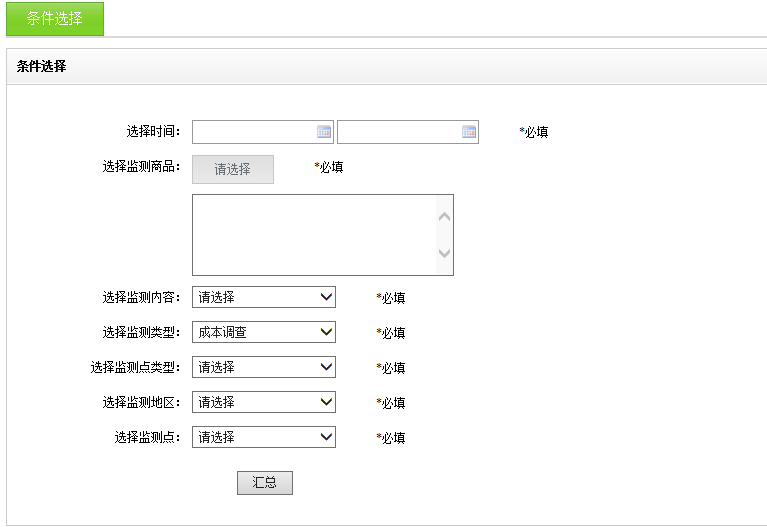 条件选择
条件选择
选择时间： *必填
选择监测商品： 请选择 *必填
选择监测内容： 请选择 *必填
选择监测类型： 成本调查 *必填
选择监测点类型： 请选择 *必填
选择监测地区： 请选择 *必填
选择监测点： 请选择 *必填
汇总